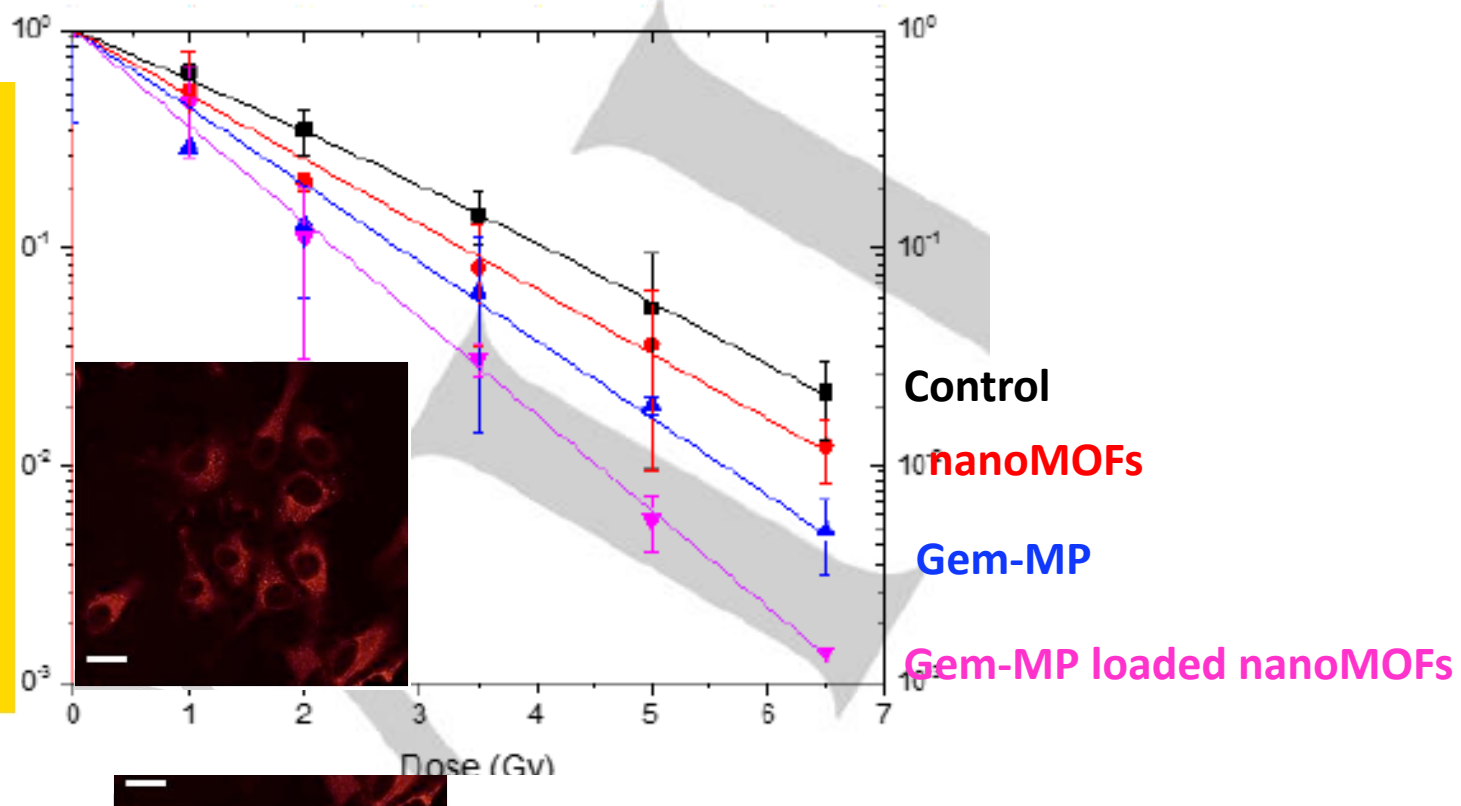 10⁰ 10⁰
10⁻¹ 10⁻¹
Control
10⁻² nanoMOFs
Gem-MP
10⁻³ Gem-MP loaded nanoMOFs
0 1 2 3 4 5 6 7
Dose (Gy)